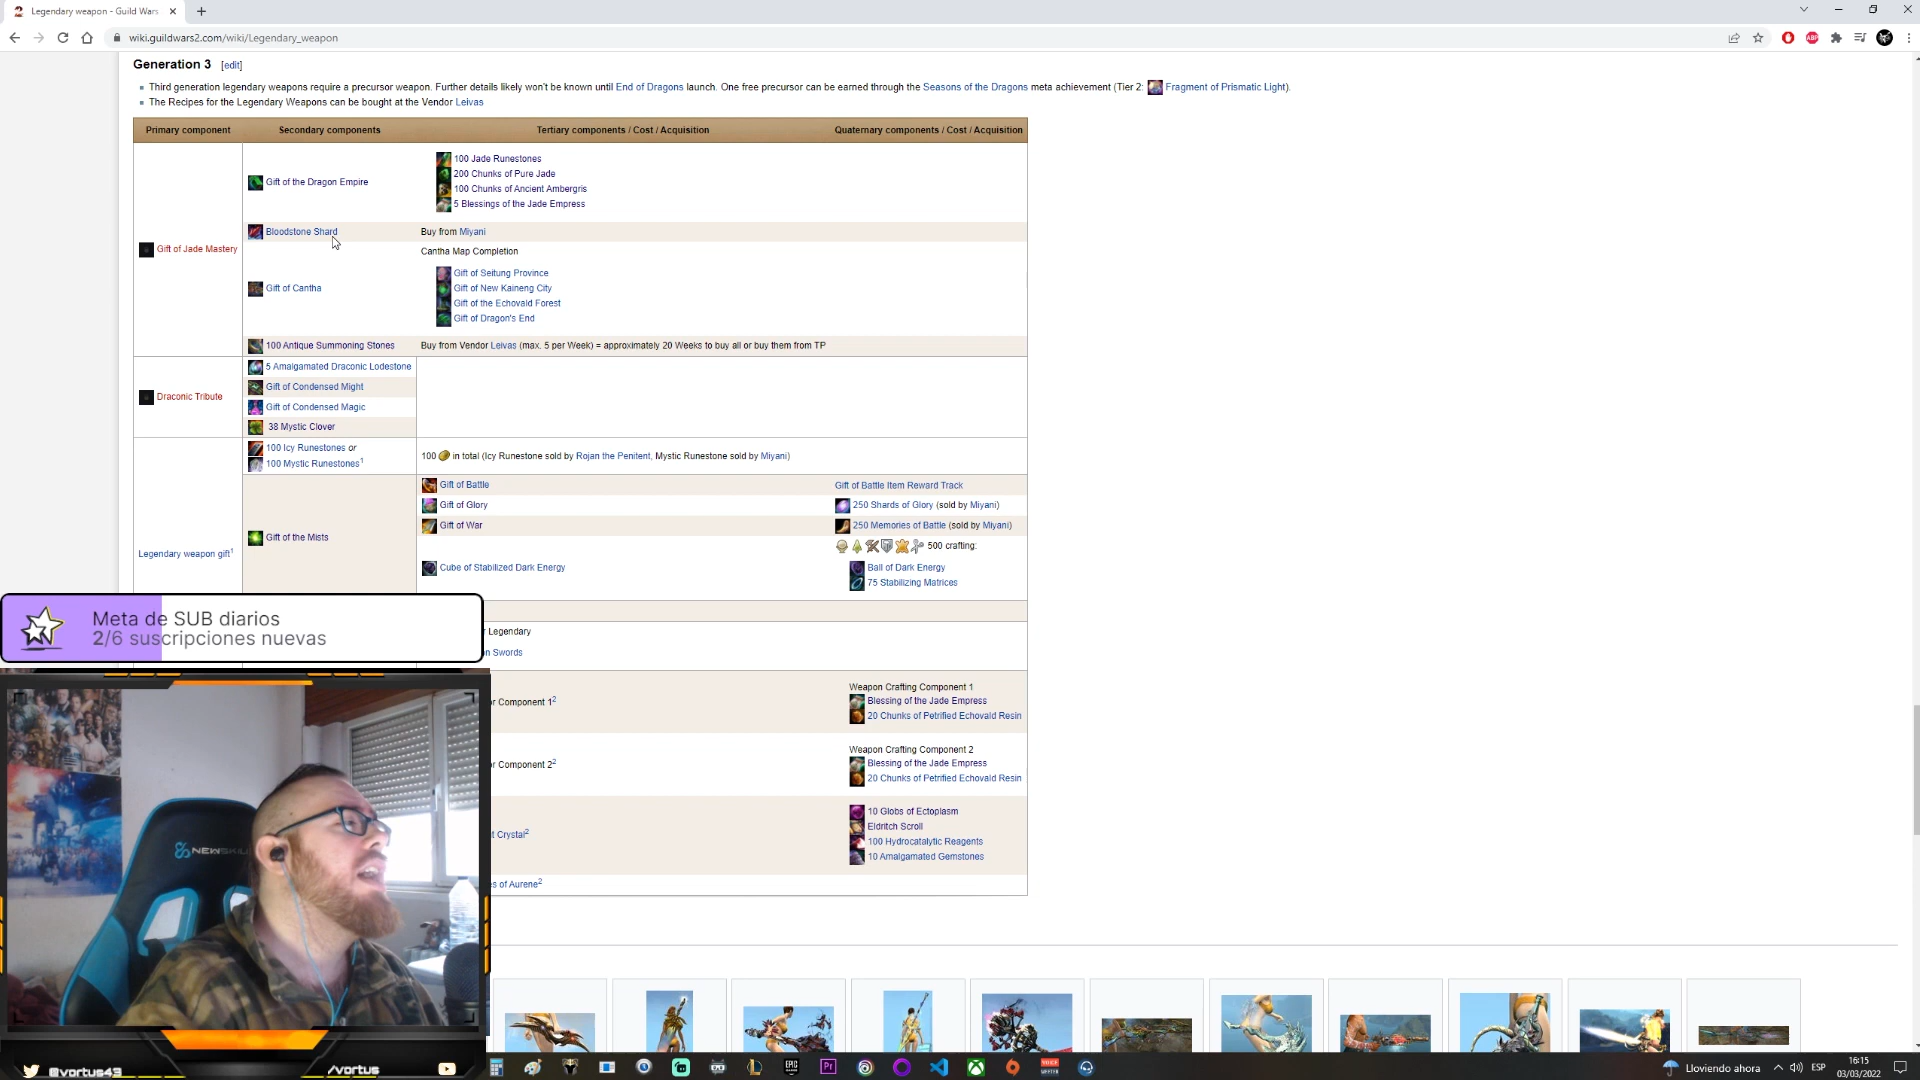 Legendary weapon - Guild Wars
wiki.guildwars2.com/wiki/Legendary_weapon
ABP
Generation 3 [edit]
Third generation legendary weapons require a precursor weapon. Further details likely won't be known until End of Dragons launch. One free precursor can be earned through the Seasons of the Dragons meta achievement (Tier 2: Fragment of Prismatic Light).
The Recipes for the Legendary Weapons can be bought at the Vendor Leivas
Primary component Secondary components Tertiary components / Cost / Acquisition Quaternary components / Cost / Acquisition
100 Jade Runestones
200 Chunks of Pure Jade
Gift of the Dragon Empire
100 Chunks of Ancient Ambergris
5 Blessings of the Jade Empress
Bloodstone Shard Buy from Miyani
Gift of Jade Mastery
Cantha Map Completion
Gift of Seitung Province
Gift of Cantha Gift of New Kaineng City
Gift of the Echovald Forest
Gift of Dragon's End
100 Antique Summoning Stones Buy from Vendor Leivas (max. 5 per Week) = approximately 20 Weeks to buy all or buy them from TP
5 Amalgamated Draconic Lodestone
Gift of Condensed Might
Draconic Tribute
Gift of Condensed Magic
38 Mystic Clover
100 Icy Runestones or
100 Mystic Runestones1
100 in total (Icy Runestone sold by Rojan the Penitent, Mystic Runestone sold by Miyani)
Gift of Battle Gift of Battle Item Reward Track
Gift of Glory 250 Shards of Glory (sold by Miyani)
Gift of War 250 Memories of Battle (sold by Miyani)
Gift of the Mists
500 crafting:
Legendary weapon gift1
Cube of Stabilized Dark Energy Ball of Dark Energy
75 Stabilizing Matrices
Meta de SUB diarios
2/6 suscripciones nuevas
r Legendary
n Swords
Weapon Crafting Component 1
r Component 12 Blessing of the Jade Empress
20 Chunks of Petrified Echovald Resin
Weapon Crafting Component 2
r Component 22 Blessing of the Jade Empress
20 Chunks of Petrified Echovald Resin
10 Globs of Ectoplasm
Eldritch Scroll
t Crystal2 100 Hydrocatalytic Reagents
10 Amalgamated Gemstones
es of Aurene2
@vortus43
/vortus
EPIC
Pr
Lloviendo ahora
ESP
16:15
03/03/2022